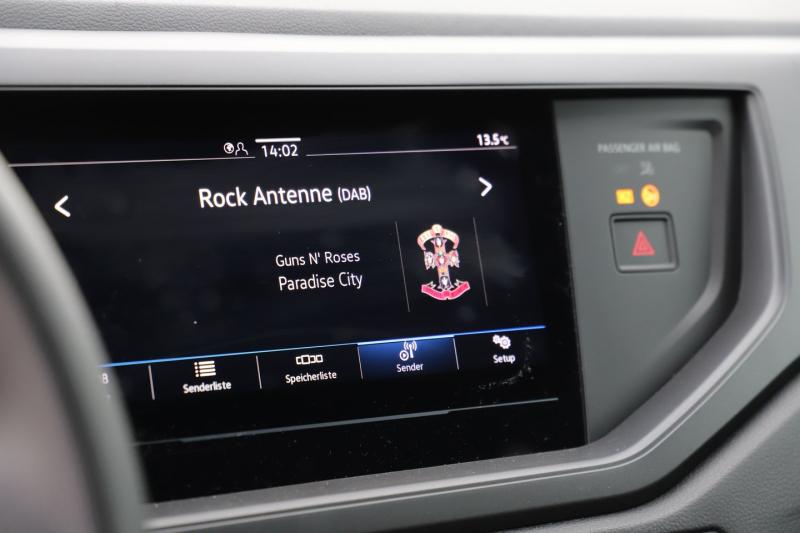 14:02
13.5°C
Rock Antenne (DAB)
Guns N' Roses
Paradise City
Senderliste
Speicherliste
Sender
Setup
PASSENGER AIR BAG